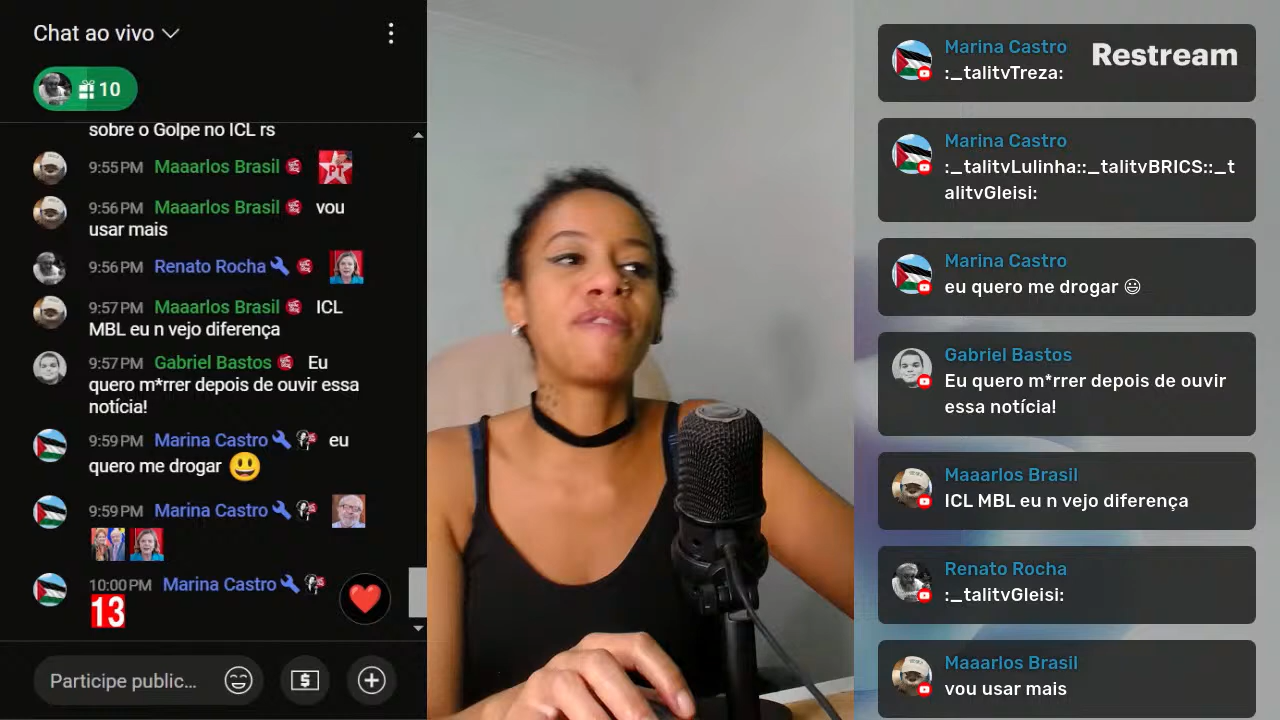 Chat ao vivo
10
sobre o Golpe no ICL rs
9:55 PM Maaarlos Brasil
PT
9:56 PM Maaarlos Brasil vou
usar mais
9:56 PM Renato Rocha
9:57 PM Maaarlos Brasil ICL
MBL eu n vejo diferença
9:57 PM Gabriel Bastos Eu
quero m*rrer depois de ouvir essa
notícia!
9:59 PM Marina Castro eu
quero me drogar 😃
9:59 PM Marina Castro
10:00 PM Marina Castro
13
Participe public...
Restream
Marina Castro
:_talitvTreza:
Marina Castro
:_talitvLulinha::_talitvBRICS::_t
alitvGleisi:
Marina Castro
eu quero me drogar 😃
Gabriel Bastos
Eu quero m*rrer depois de ouvir
essa notícia!
Maaarlos Brasil
ICL MBL eu n vejo diferença
Renato Rocha
:_talitvGleisi:
Maaarlos Brasil
vou usar mais